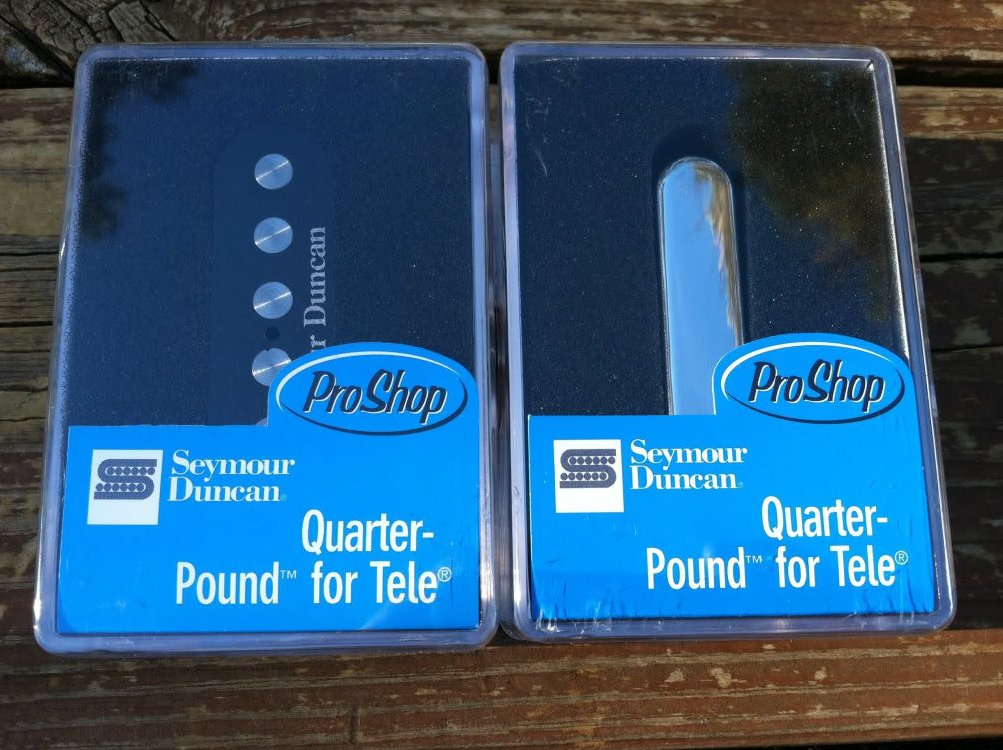 r Duncan
ProShop
Seymour
Duncan®
Quarter-
Pound™ for Tele®
ProShop
Seymour
Duncan®
Quarter-
Pound™ for Tele®